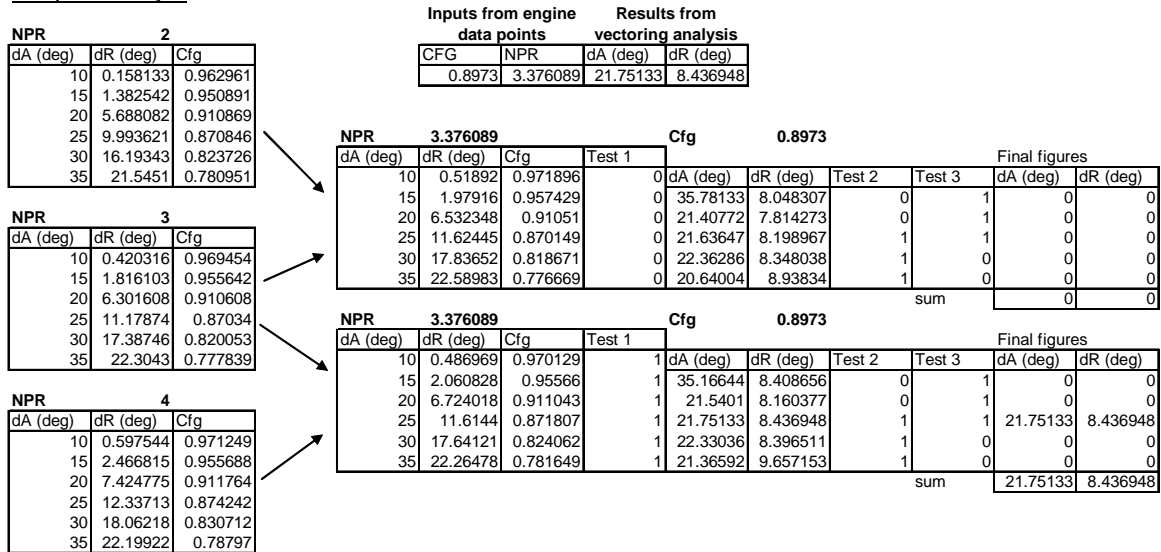 Inputs from engine data points
Results from vectoring analysis
CFG NPR dA (deg) dR (deg)
0.8973 3.376089 21.75133 8.436948
NPR 2
dA (deg) dR (deg) Cfg
10 0.158133 0.962961
15 1.382542 0.950891
20 5.688082 0.910869
25 9.993621 0.870846
30 16.19343 0.823726
35 21.5451 0.780951
NPR 3
dA (deg) dR (deg) Cfg
10 0.420316 0.969454
15 1.816103 0.955642
20 6.301608 0.910608
25 11.17874 0.87034
30 17.38746 0.820053
35 22.3043 0.777839
NPR 4
dA (deg) dR (deg) Cfg
10 0.597544 0.971249
15 2.466815 0.955688
20 7.424775 0.911764
25 12.33713 0.874242
30 18.06218 0.830712
35 22.19922 0.78797
NPR 3.376089 Cfg 0.8973
dA (deg) dR (deg) Cfg Test 1 Final figures
10 0.51892 0.971896 0 dA (deg) dR (deg) Test 2 Test 3 dA (deg) dR (deg)
15 1.97916 0.957429 0 35.78133 8.048307 0 1 0 0
20 6.532348 0.91051 0 21.40772 7.814273 0 1 0 0
25 11.62445 0.870149 0 21.63647 8.198967 1 1 0 0
30 17.83652 0.818671 0 22.36286 8.348038 1 0 0 0
35 22.58983 0.776669 0 20.64004 8.93834 1 0 0 0
sum 0 0
NPR 3.376089 Cfg 0.8973
dA (deg) dR (deg) Cfg Test 1 Final figures
10 0.486969 0.970129 1 dA (deg) dR (deg) Test 2 Test 3 dA (deg) dR (deg)
15 2.060828 0.95566 1 35.16644 8.408656 0 1 0 0
20 6.724018 0.911043 1 21.5401 8.160377 0 1 0 0
25 11.6144 0.871807 1 21.75133 8.436948 1 1 21.75133 8.436948
30 17.64121 0.824062 1 22.33036 8.396511 1 0 0 0
35 22.26478 0.781649 1 21.36592 9.657153 1 0 0 0
sum 21.75133 8.436948